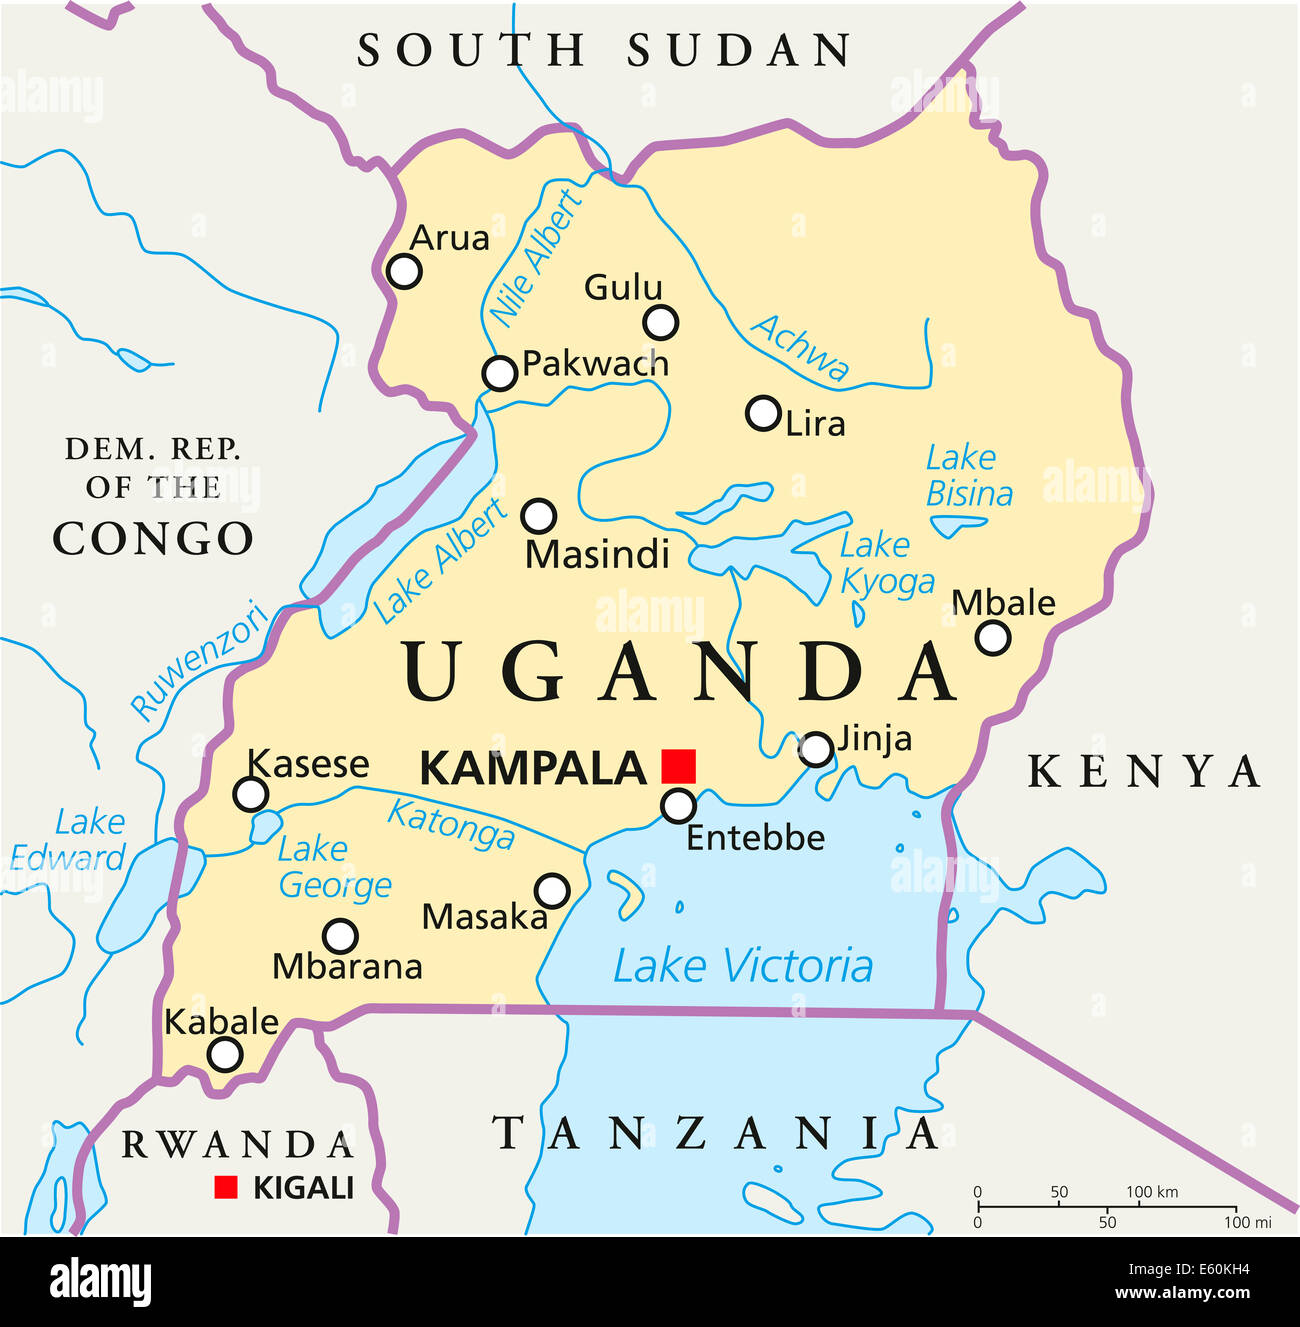 SOUTH SUDAN
Arua
Nile Albert
Gulu
Pakwach
Achwa
Lira
DEM. REP.
OF THE
CONGO
Lake
Bisina
Lake Albert
Masindi
Lake
Kyoga
Mbale
Ruwenzori
UGANDA
Jinja
Kasese
KAMPALA
KENYA
Lake
Edward
Katonga
Entebbe
Lake
George
Masaka
Mbarana
Lake Victoria
Kabale
RWANDA
KIGALI
TANZANIA
0 50 100 km
0 50 100 mi
alamy
a
alamy
Image ID: E60KH4
www.alamy.com